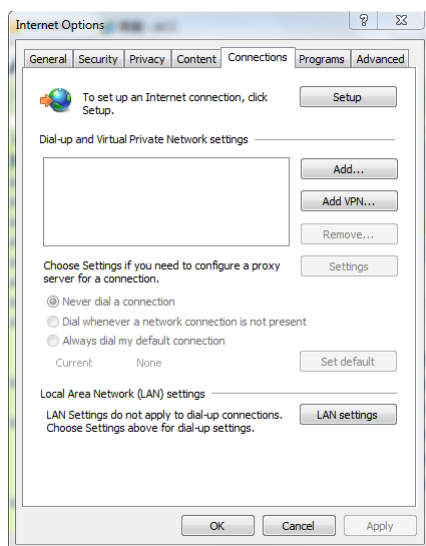 Internet Options
General Security Privacy Content Connections Programs Advanced
To set up an Internet connection, click
Setup.
Setup
Dial-up and Virtual Private Network settings
Add...
Add VPN...
Remove...
Choose Settings if you need to configure a proxy
server for a connection.
Settings
Never dial a connection
Dial whenever a network connection is not present
Always dial my default connection
Current None
Set default
Local Area Network (LAN) settings
LAN Settings do not apply to dial-up connections.
Choose Settings above for dial-up settings.
LAN settings
OK Cancel Apply